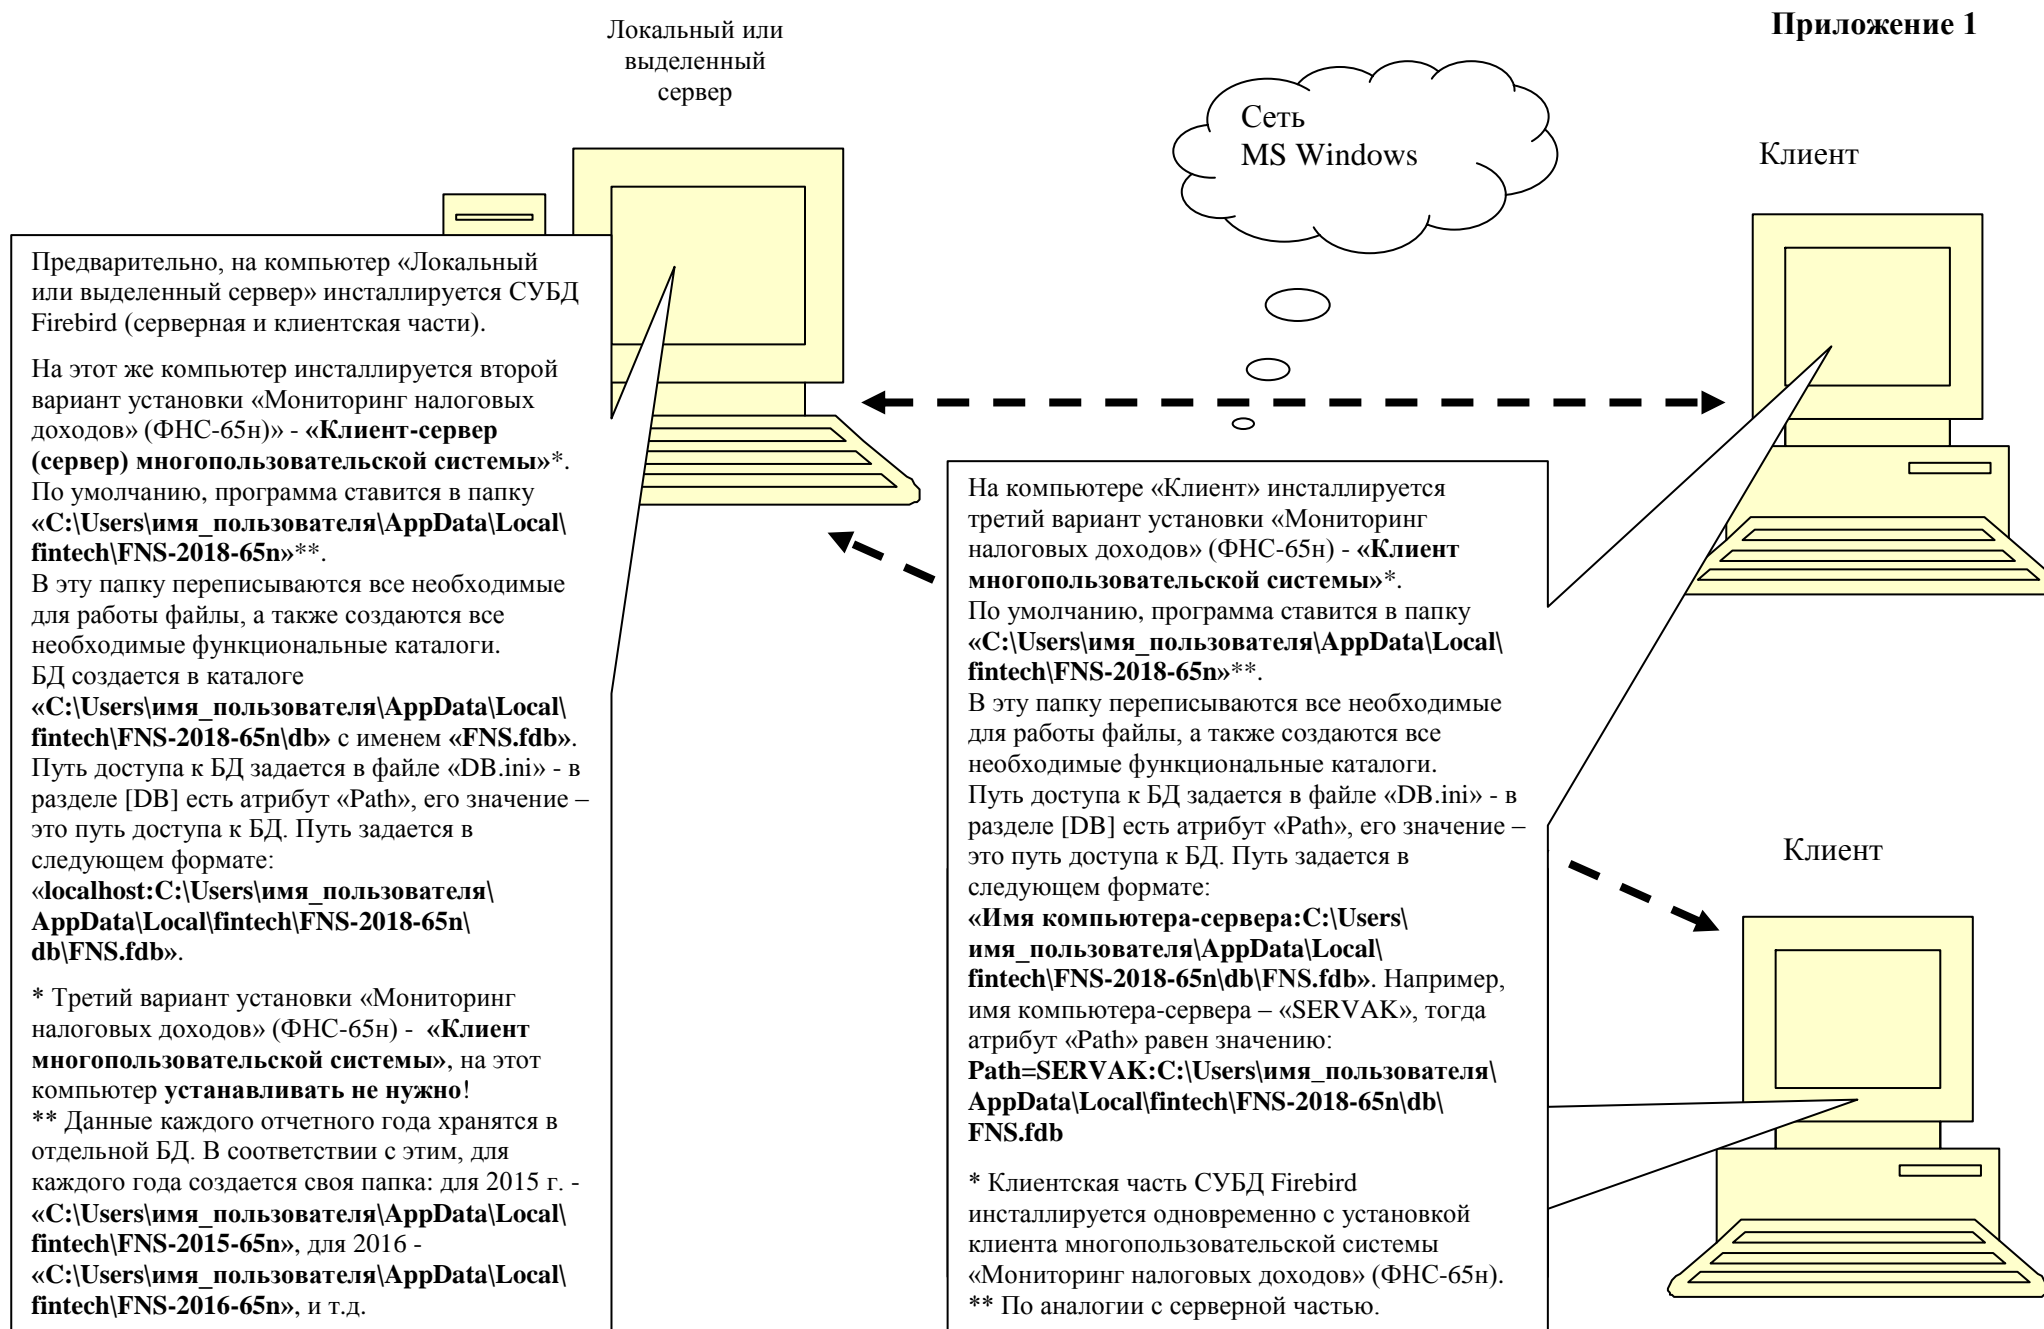 Приложение 1
Локальный или
выделенный
сервер
Сеть
MS Windows
Клиент
Предварительно, на компьютер «Локальный
или выделенный сервер» инсталлируется СУБД
Firebird (серверная и клиентская части).
На этот же компьютер инсталлируется второй
вариант установки «Мониторинг налоговых
доходов» (ФНС-65н)» - «Клиент-сервер
(сервер) многопользовательской системы»*.
По умолчанию, программа ставится в папку
«C:\Users\имя_пользователя\AppData\Local\
fintech\FNS-2018-65n»**.
В эту папку переписываются все необходимые
для работы файлы, а также создаются все
необходимые функциональные каталоги.
БД создается в каталоге
«C:\Users\имя_пользователя\AppData\Local\
fintech\FNS-2018-65n\db» с именем «FNS.fdb».
Путь доступа к БД задается в файле «DB.ini» - в
разделе [DB] есть атрибут «Path», его значение –
это путь доступа к БД. Путь задается в
следующем формате:
«localhost:C:\Users\имя_пользователя\
AppData\Local\fintech\FNS-2018-65n\
db\FNS.fdb».
* Третий вариант установки «Мониторинг
налоговых доходов» (ФНС-65н) - «Клиент
многопользовательской системы», на этот
компьютер устанавливать не нужно!
** Данные каждого отчетного года хранятся в
отдельной БД. В соответствии с этим, для
каждого года создается своя папка: для 2015 г. -
«C:\Users\имя_пользователя\AppData\Local\
fintech\FNS-2015-65n», для 2016 -
«C:\Users\имя_пользователя\AppData\Local\
fintech\FNS-2016-65n», и т.д.
На компьютере «Клиент» инсталлируется
третий вариант установки «Мониторинг
налоговых доходов» (ФНС-65н) - «Клиент
многопользовательской системы»*.
По умолчанию, программа ставится в папку
«C:\Users\имя_пользователя\AppData\Local\
fintech\FNS-2018-65n»**.
В эту папку переписываются все необходимые
для работы файлы, а также создаются все
необходимые функциональные каталоги.
Путь доступа к БД задается в файле «DB.ini» - в
разделе [DB] есть атрибут «Path», его значение –
это путь доступа к БД. Путь задается в
следующем формате:
«Имя компьютера-сервера:C:\Users\
имя_пользователя\AppData\Local\
fintech\FNS-2018-65n\db\FNS.fdb». Например,
имя компьютера-сервера – «SERVAK», тогда
атрибут «Path» равен значению:
Path=SERVAK:C:\Users\имя_пользователя\
AppData\Local\fintech\FNS-2018-65n\db\
FNS.fdb
* Клиентская часть СУБД Firebird
инсталлируется одновременно с установкой
клиента многопользовательской системы
«Мониторинг налоговых доходов» (ФНС-65н).
** По аналогии с серверной частью.
Клиент